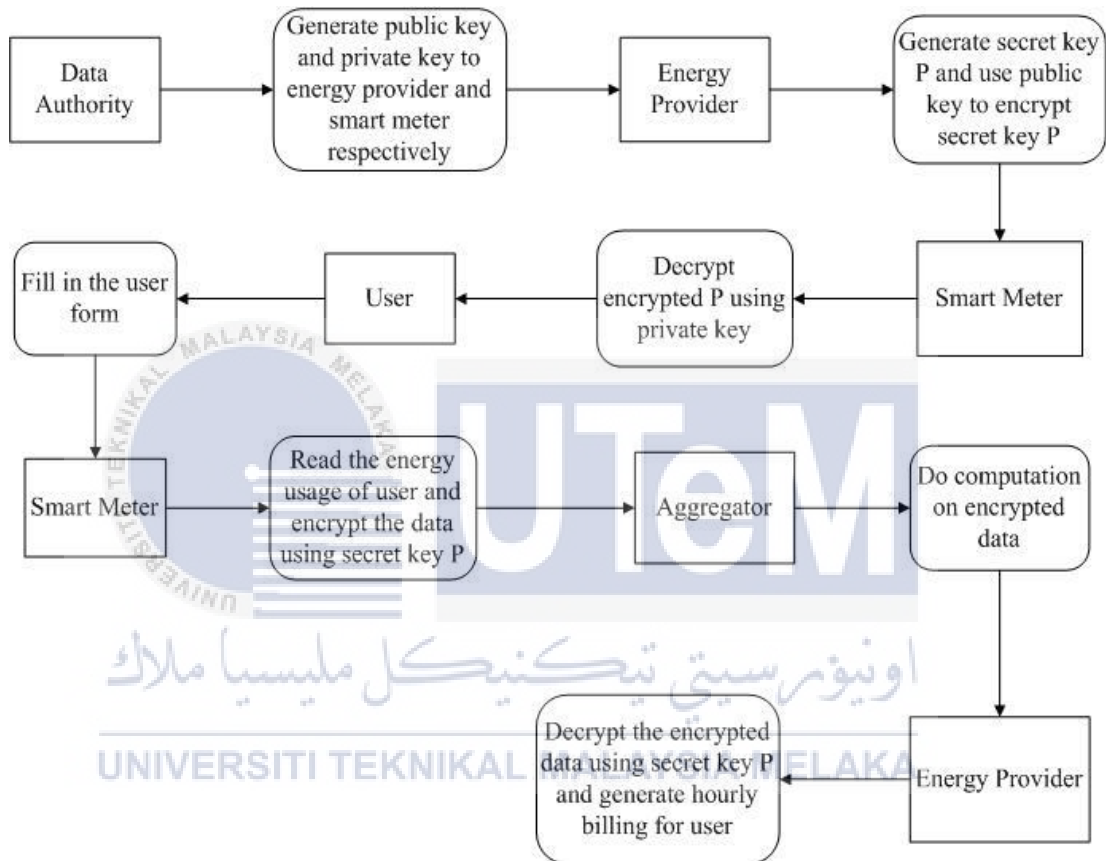 Data
Authority
Generate public key
and private key to
energy provider and
smart meter
respectively
Energy
Provider
Generate secret key
P and use public
key to encrypt
secret key P
Fill in the user
form
User
Decrypt
encrypted P using
private key
Smart Meter
UNIVERSITI TEKNIKAL MALAYSIA MELAKA
UTeM
Smart Meter
Read the energy
usage of user and
encrypt the data
using secret key P
Aggregator
Do computation
on encrypted
data
اونيۏرسيتي تيكنيكل مليسيا ملاك
UNIVERSITI TEKNIKAL MALAYSIA MELAKA
Decrypt the encrypted
data using secret key P
and generate hourly
billing for user
Energy Provider